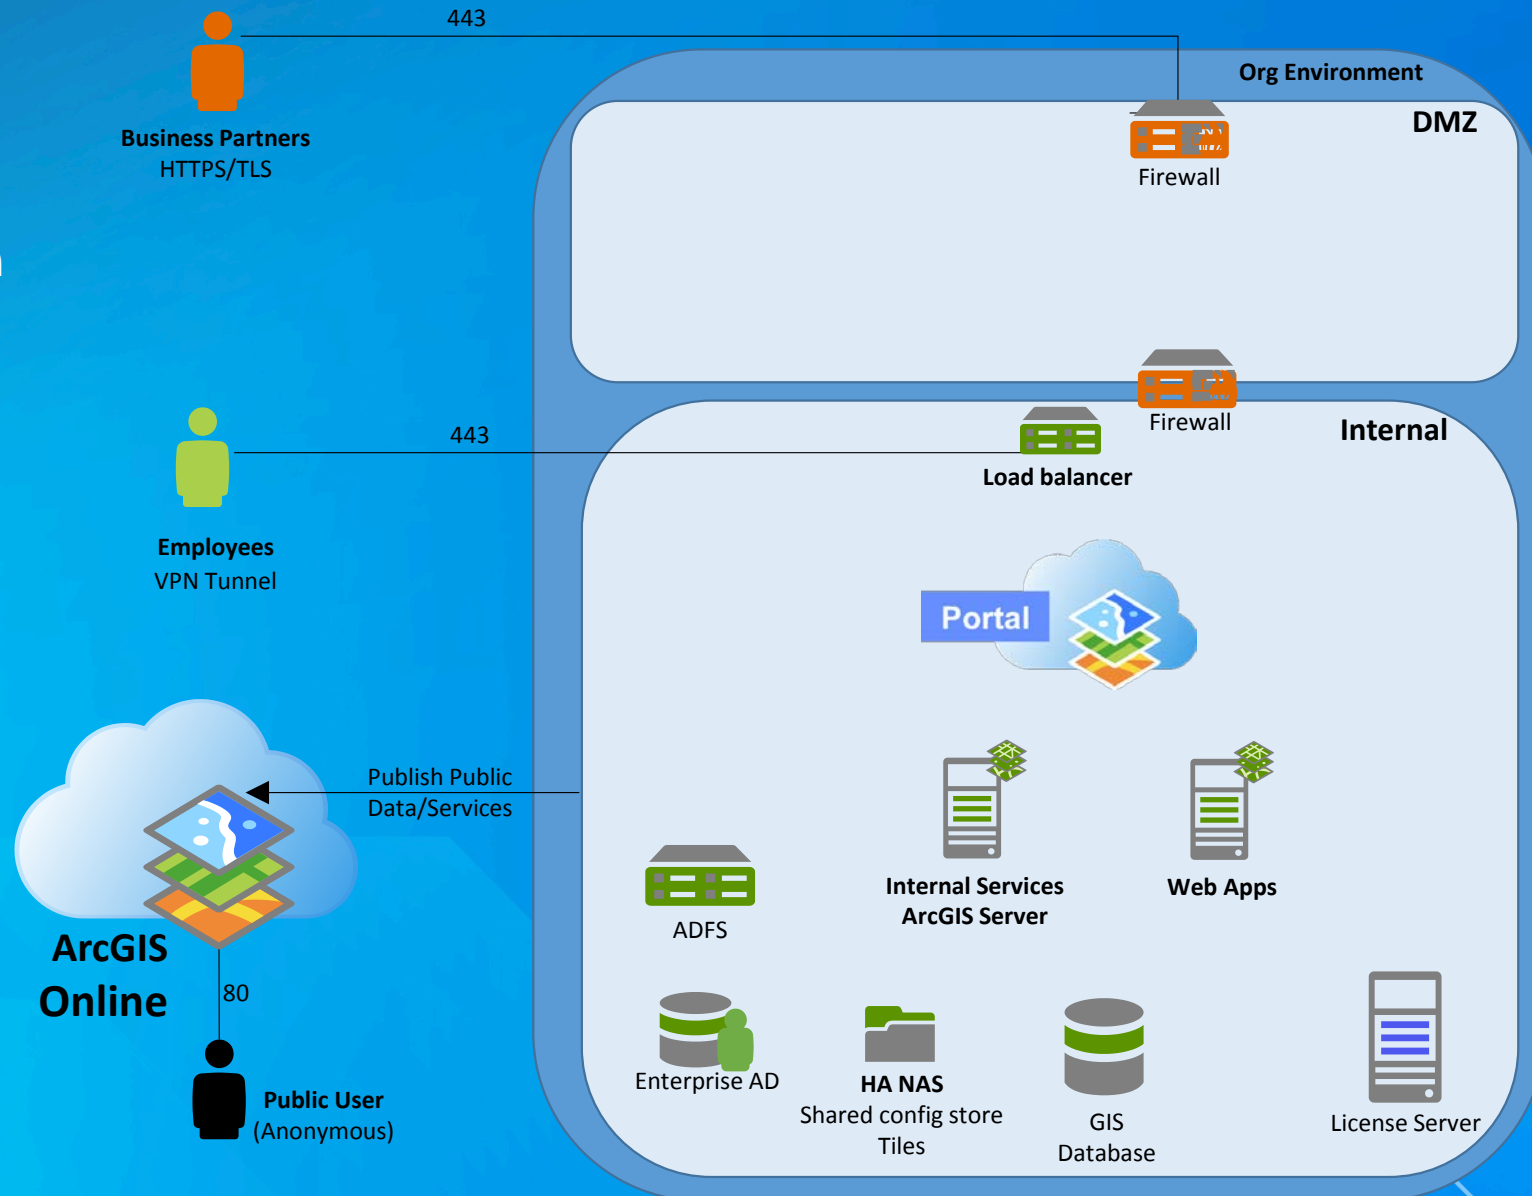 443
Org Environment
DMZ
Business Partners
HTTPS/TLS
Firewall
443
Firewall
Internal
Load balancer
Employees
VPN Tunnel
Portal
Publish Public
Data/Services
Internal Services
ArcGIS Server
Web Apps
ADFS
ArcGIS
Online
80
Enterprise AD
HA NAS
Shared config store
Tiles
GIS
Database
License Server
Public User
(Anonymous)